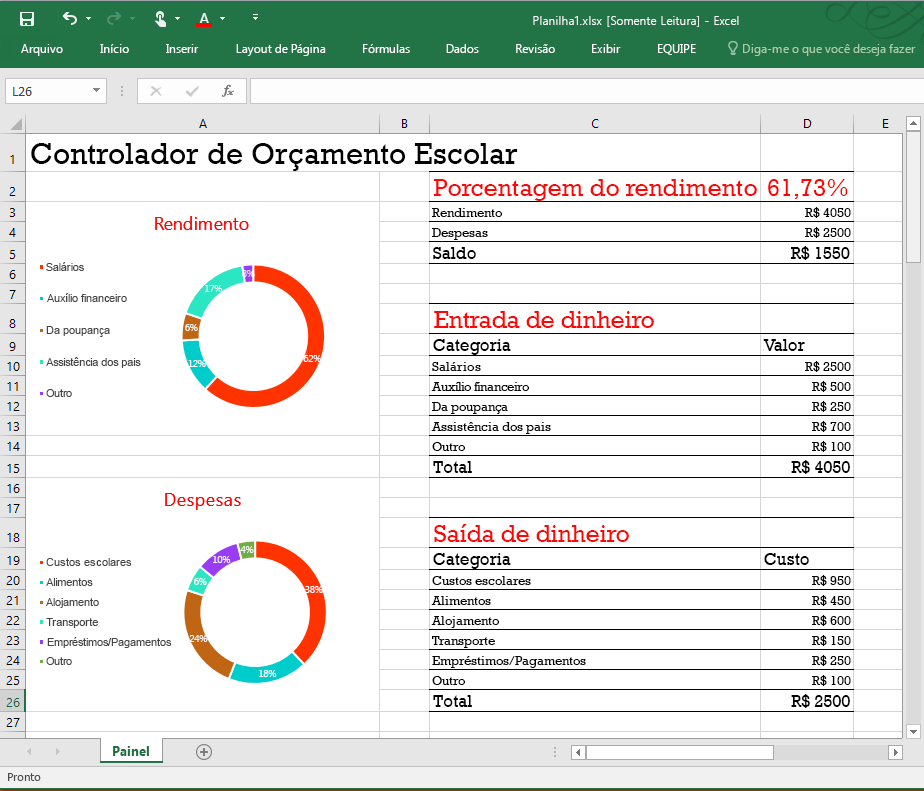 Planilha1.xlsx [Somente Leitura] - Excel
Arquivo Início Inserir Layout de Página Fórmulas Dados Revisão Exibir EQUIPE Diga-me o que você deseja fazer
L26 fx
A B C D E
1 Controlador de Orçamento Escolar
2 Porcentagem do rendimento 61,73%
3 Rendimento R$ 4050
4 Despesas R$ 2500
5 Saldo R$ 1550
6
7
8 Entrada de dinheiro
9 Categoria Valor
10 Salários R$ 2500
11 Auxílio financeiro R$ 500
12 Da poupança R$ 250
13 Assistência dos pais R$ 700
14 Outro R$ 100
15 Total R$ 4050
16
17
18 Saída de dinheiro
19 Categoria Custo
20 Custos escolares R$ 950
21 Alimentos R$ 450
22 Alojamento R$ 600
23 Transporte R$ 150
24 Empréstimos/Pagamentos R$ 250
25 Outro R$ 100
26 Total R$ 2500
27
Rendimento
Salários
Auxílio financeiro
Da poupança
Assistência dos pais
Outro
3%
17%
6%
12%
62%
Despesas
Custos escolares
Alimentos
Alojamento
Transporte
Empréstimos/Pagamentos
Outro
4%
10%
6%
38%
24%
18%
Painel
Pronto